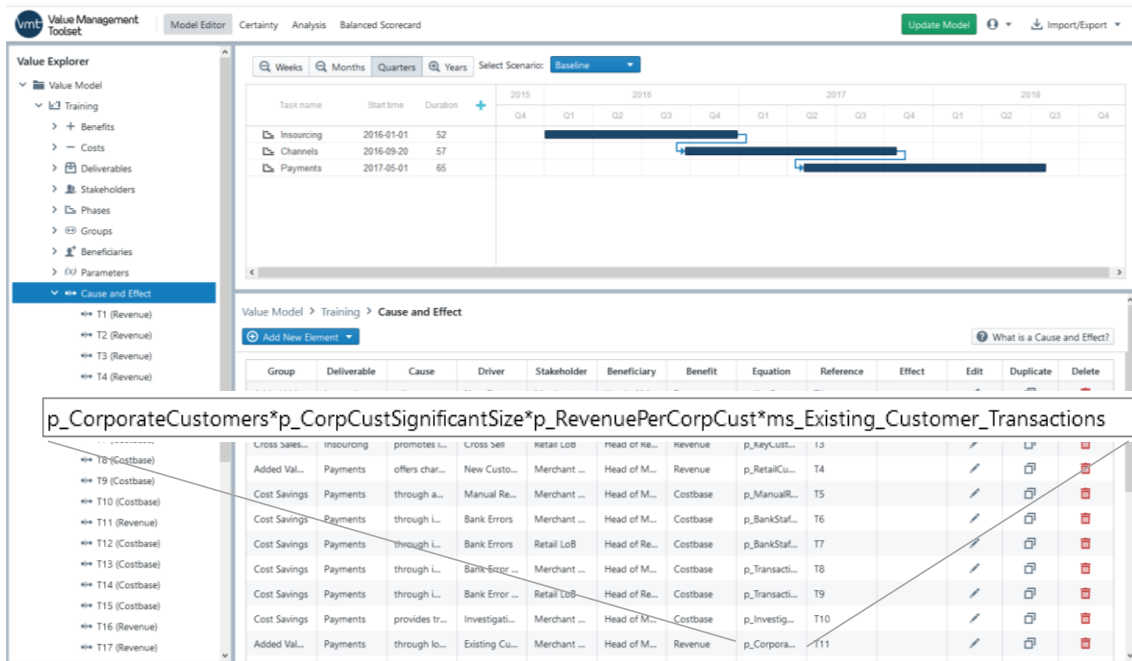 vmt Value Management Toolset Model Editor Certainty Analysis Balanced Scorecard Update Model Import/Export
Value Explorer
Value Model
Training
Benefits
Costs
Deliverables
Stakeholders
Phases
Groups
Beneficiaries
(x) Parameters
Cause and Effect
T1 (Revenue)
T2 (Revenue)
T3 (Revenue)
T4 (Revenue)
T8 (Costbase)
T9 (Costbase)
T10 (Costbase)
T11 (Revenue)
T12 (Costbase)
T13 (Costbase)
T14 (Costbase)
T15 (Costbase)
T16 (Revenue)
T17 (Revenue)
Weeks Months Quarters Years Select Scenario: Baseline
Task name Start time Duration
2015 2016 2017 2018
Q4 Q1 Q2 Q3 Q4 Q1 Q2 Q3 Q4 Q1 Q2 Q3 Q4
Insourcing 2016-01-01 52
Channels 2016-09-20 57
Payments 2017-05-01 65
Value Model > Training > Cause and Effect
Add New Element What is a Cause and Effect?
Group Deliverable Cause Driver Stakeholder Beneficiary Benefit Equation Reference Effect Edit Duplicate Delete
p_CorporateCustomers*p_CorpCustSignificantSize*p_RevenuePerCorpCust*ms_Existing_Customer_Transactions
Cross Sales... Insourcing promotes i... Cross Sell Retail LoB Head of Re... Revenue p_KeyCust... T3
Added Val... Payments offers char... New Custo... Merchant ... Head of M... Revenue p_RetailCu... T4
Cost Savings Payments through a... Manual Re... Merchant ... Head of M... Costbase p_ManualR... T5
Cost Savings Payments through i... Bank Errors Merchant ... Head of M... Costbase p_BankStaf... T6
Cost Savings Payments through i... Bank Errors Retail LoB Head of Re... Costbase p_BankStaf... T7
Cost Savings Payments through i... Bank Error ... Merchant ... Head of M... Costbase p_Transacti... T8
Cost Savings Payments through i... Bank Error ... Retail LoB Head of Re... Costbase p_Transacti... T9
Cost Savings Payments provides tr... Investigati... Merchant ... Head of M... Costbase p_Investig... T10
Added Val... Payments through lo... Existing Cu... Merchant ... Head of M... Revenue p_Corpora... T11